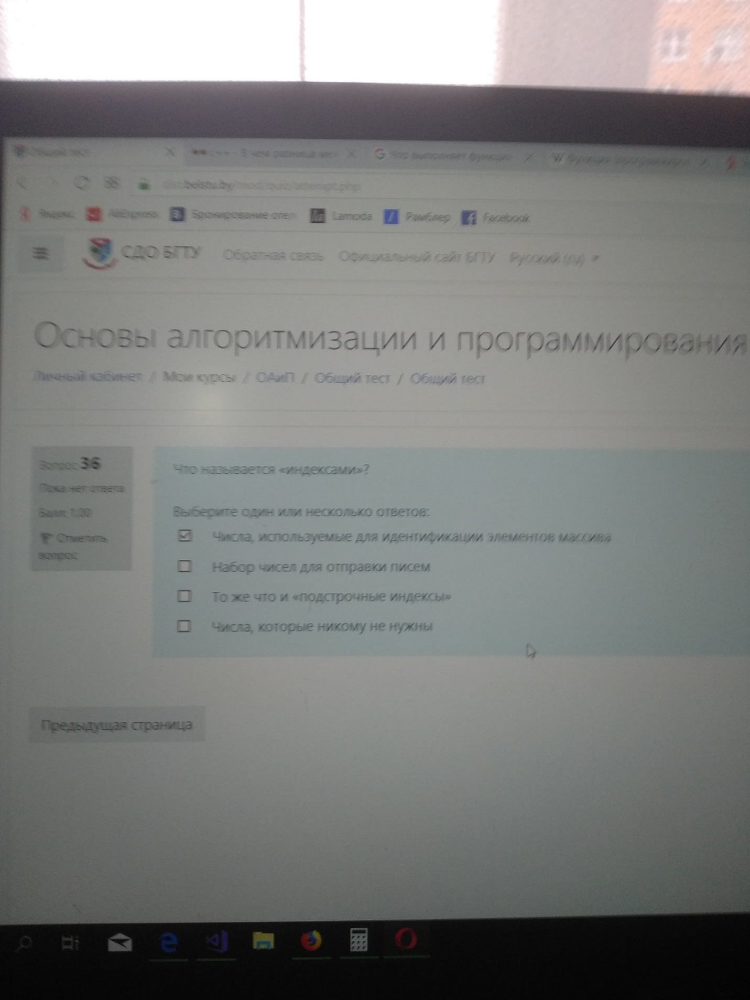 Общий тест
В чем разница
Что выполняет функция
belstu.by/mod/quiz/attempt.php
Яндекс AliExpress Бронирование отел Lamoda Рамблер Facebook
СДО БГТУ Обратная связь Официальный сайт БГТУ Русский (ru)
Основы алгоритмизации и программирования
Личный кабинет / Мои курсы / ОАиП / Общий тест / Общий тест
Вопрос 36
Пока нет ответа
Балл: 1,00
Отметить
вопрос
Что называется «индексами»?
Выберите один или несколько ответов:
Числа, используемые для идентификации элементов массива
Набор чисел для отправки писем
То же что и «подстрочные индексы»
Числа, которые никому не нужны
Предыдущая страница